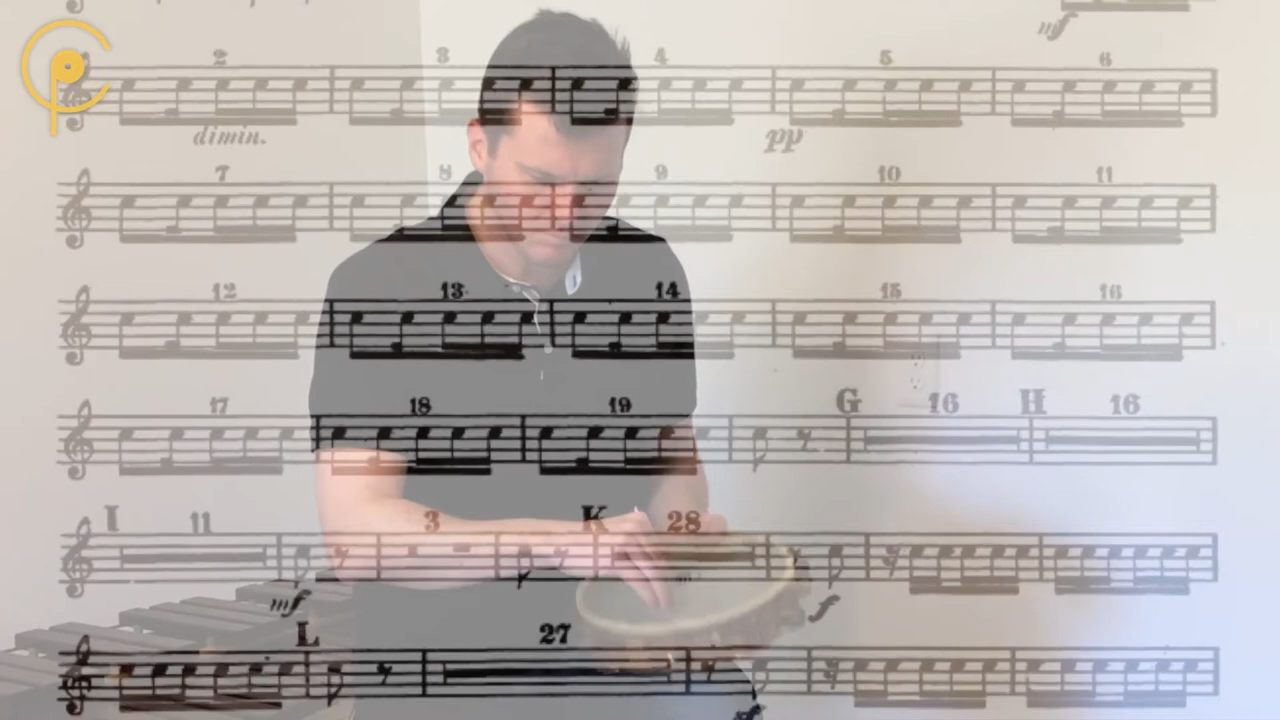 mf
2 3 4 5 6
dimin. pp
7 8 9 10 11
12 13 14 15 16
17 18 19 G 16 H 16
I 11 3 K 28
mf f
L 27